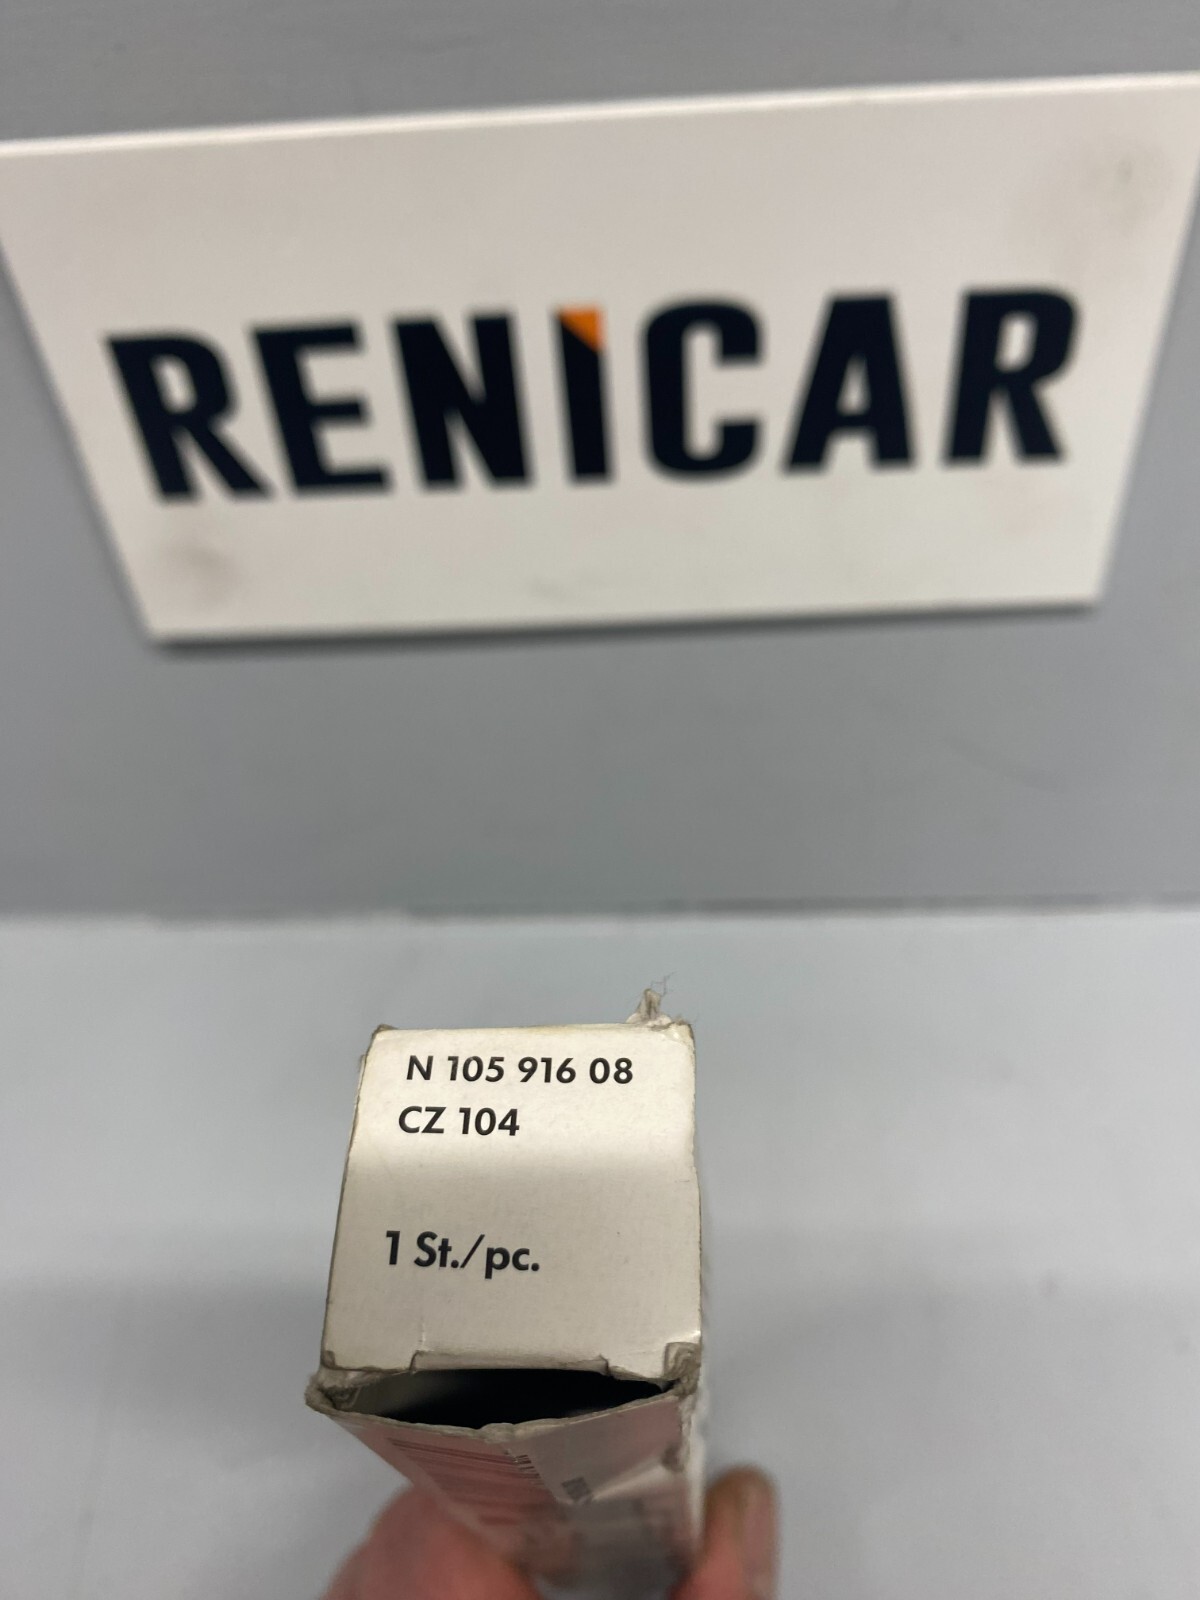 RENICAR
N 105 916 08
CZ 104
1 St./pc.